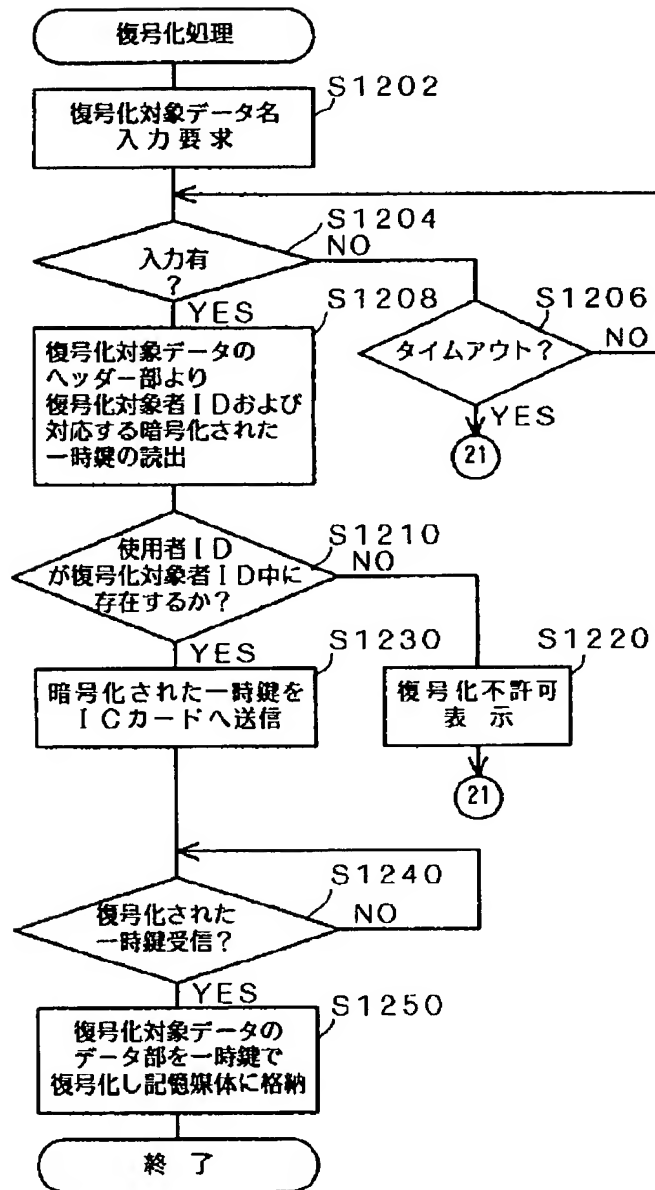 復号化処理
S1202
復号化対象データ名
入力要求
S1204
入力有
?
NO
YES
S1206
タイムアウト?
NO
YES
21
S1208
復号化対象データの
ヘッダー部より
復号化対象者IDおよび
対応する暗号化された
一時鍵の読出
S1210
使用者ID
が復号化対象者ID中に
存在するか?
NO
YES
S1220
復号化不許可
表示
21
S1230
暗号化された一時鍵を
ICカードへ送信
S1240
復号化された
一時鍵受信?
NO
YES
S1250
復号化対象データの
データ部を一時鍵で
復号化し記憶媒体に格納
終了